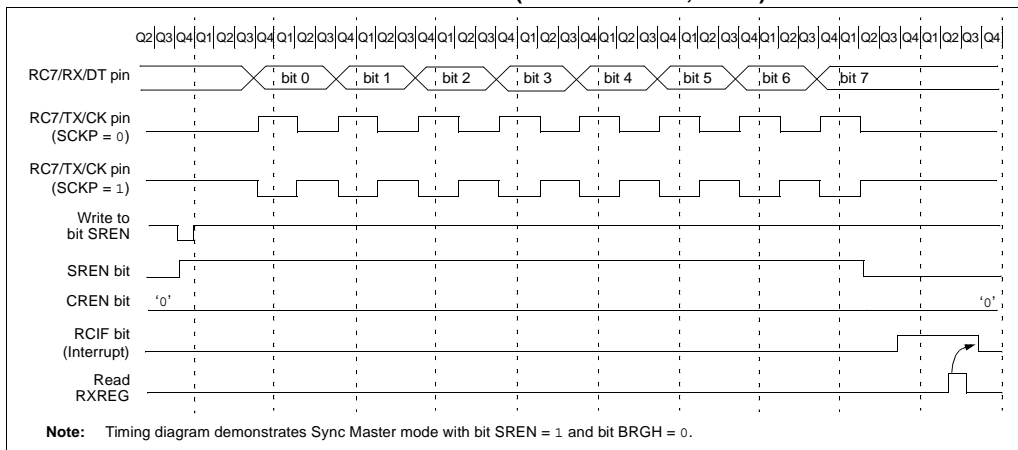 Q2 Q3 Q4 Q1 Q2 Q3 Q4 Q1 Q2 Q3 Q4 Q1 Q2 Q3 Q4 Q1 Q2 Q3 Q4 Q1 Q2 Q3 Q4 Q1 Q2 Q3 Q4 Q1 Q2 Q3 Q4 Q1 Q2 Q3 Q4 Q1 Q2 Q3 Q4 Q1 Q2 Q3 Q4
RC7/RX/DT pin
bit 0 bit 1 bit 2 bit 3 bit 4 bit 5 bit 6 bit 7
RC7/TX/CK pin
(SCKP = 0)
RC7/TX/CK pin
(SCKP = 1)
Write to
bit SREN
SREN bit
CREN bit ‘0’ ‘0’
RCIF bit
(Interrupt)
Read
RXREG
Note: Timing diagram demonstrates Sync Master mode with bit SREN = 1 and bit BRGH = 0.